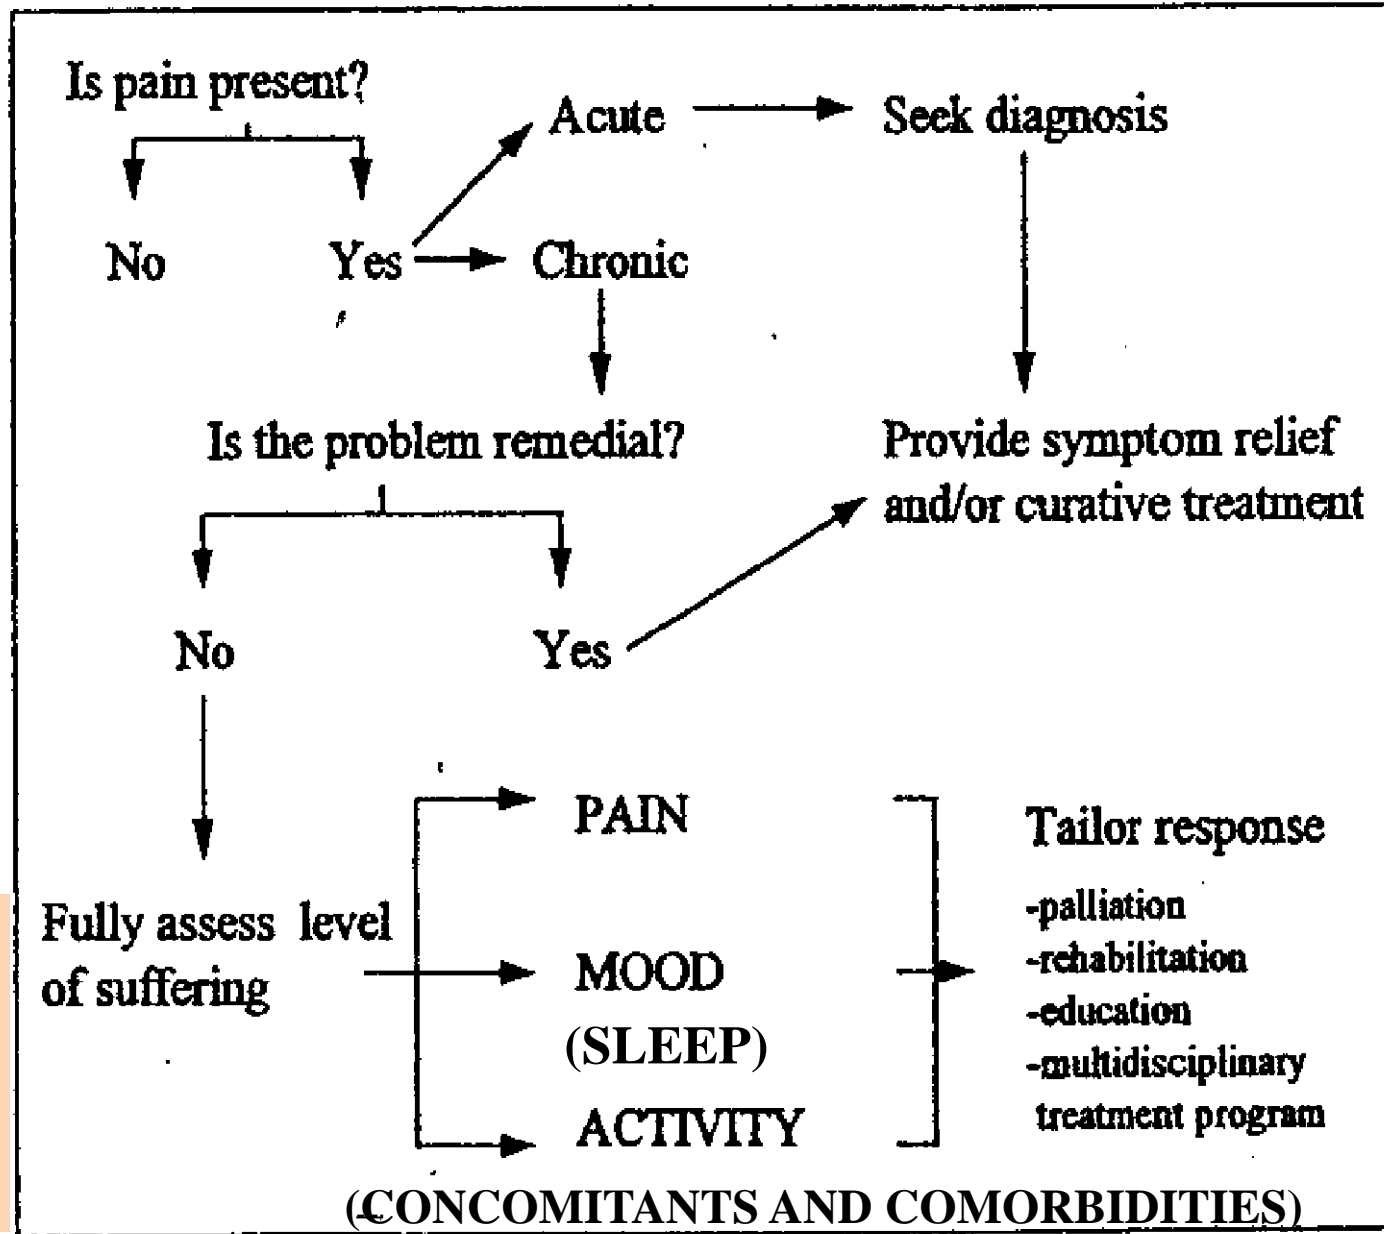 Is pain present?
Acute
Seek diagnosis
No
Yes
Chronic
Is the problem remedial?
Provide symptom relief
and/or curative treatment
No
Yes
Fully assess level
of suffering
PAIN
MOOD
(SLEEP)
ACTIVITY
Tailor response
-palliation
-rehabilitation
-education
-multidisciplinary
treatment program
(CONCOMITANTS AND COMORBIDITIES)